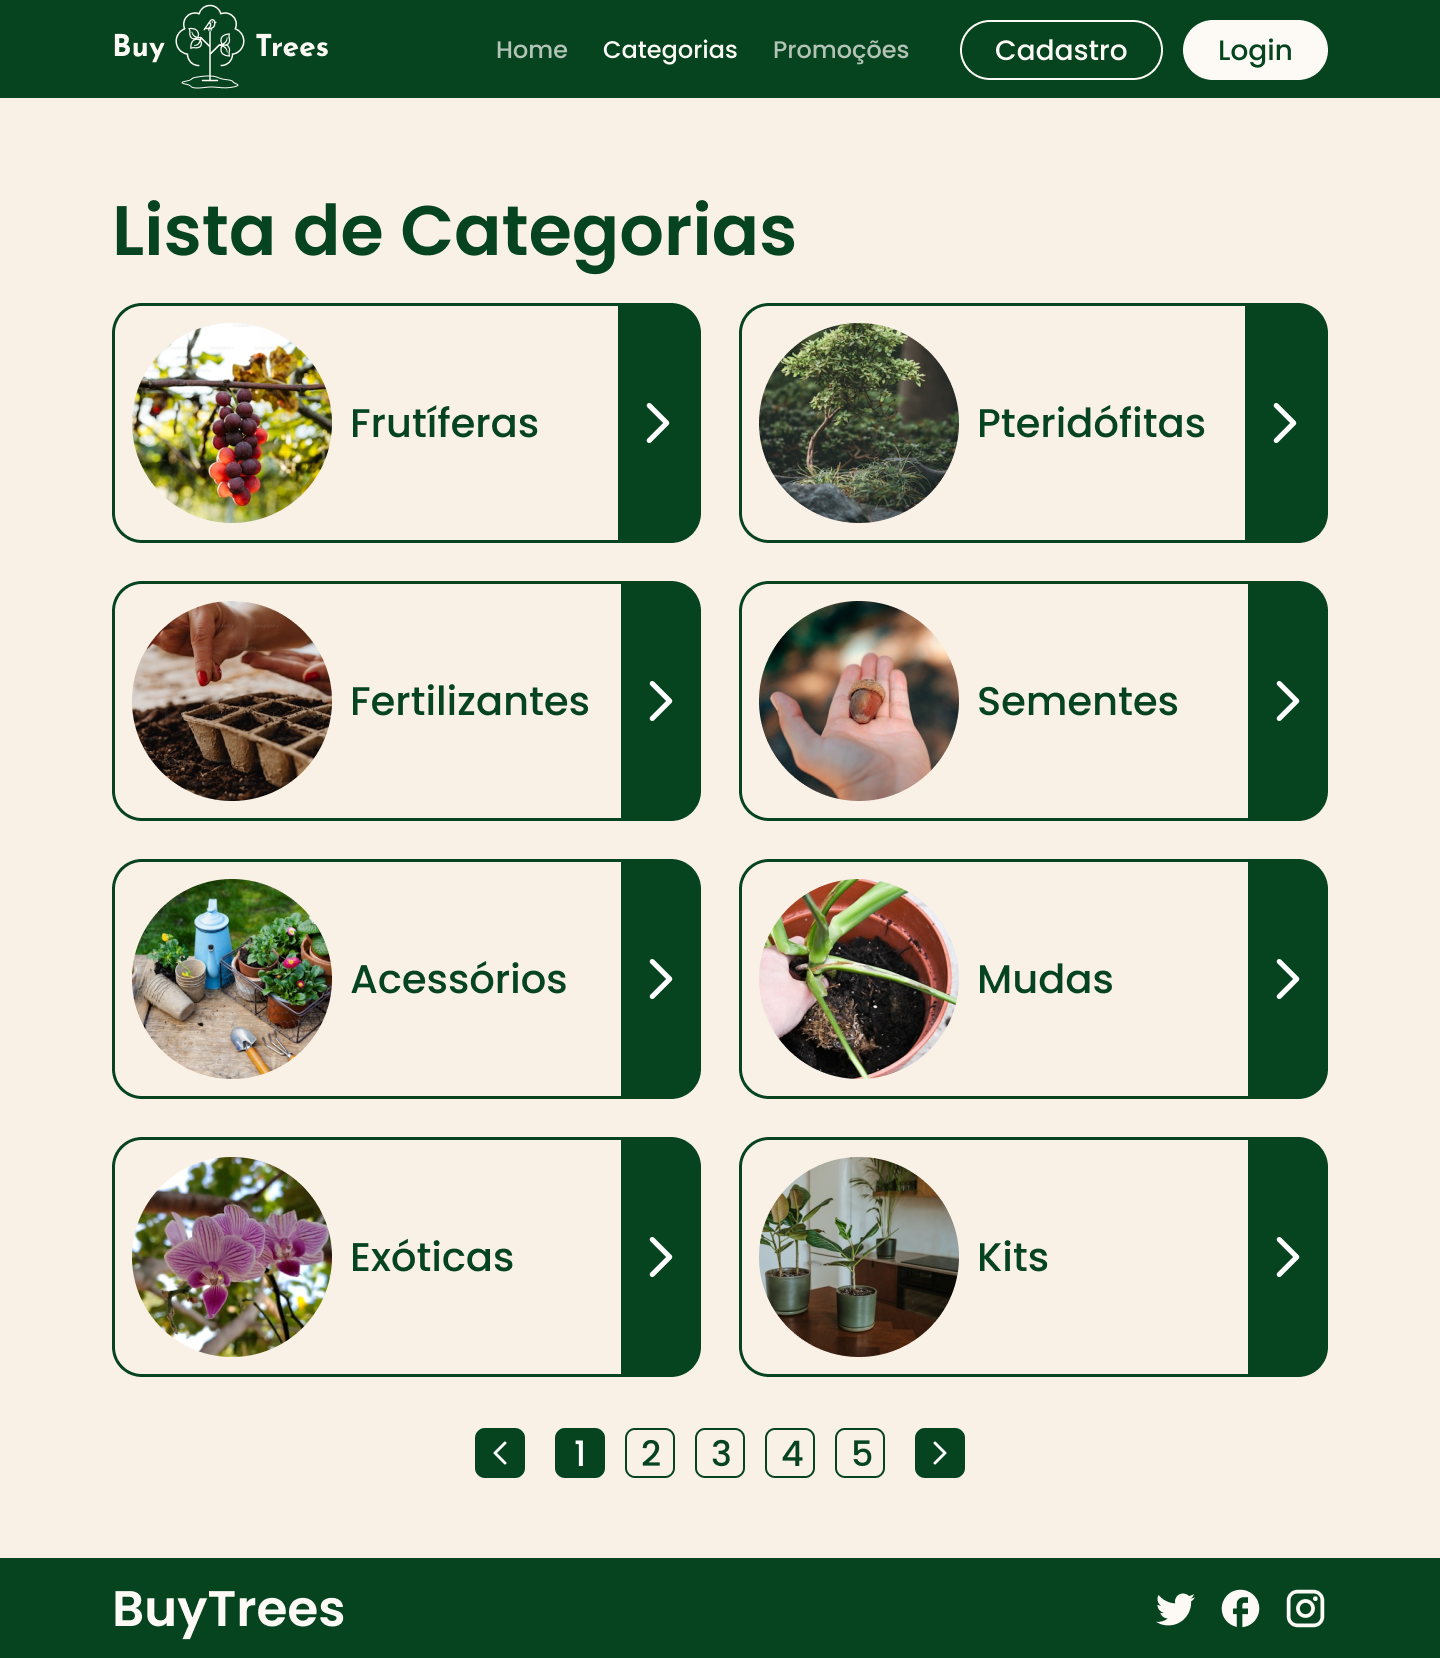 Buy Trees
Home Categorias Promoções Cadastro Login
Lista de Categorias
Frutíferas
Pteridófitas
Fertilizantes
Sementes
Acessórios
Mudas
Exóticas
Kits
1 2 3 4 5
BuyTrees